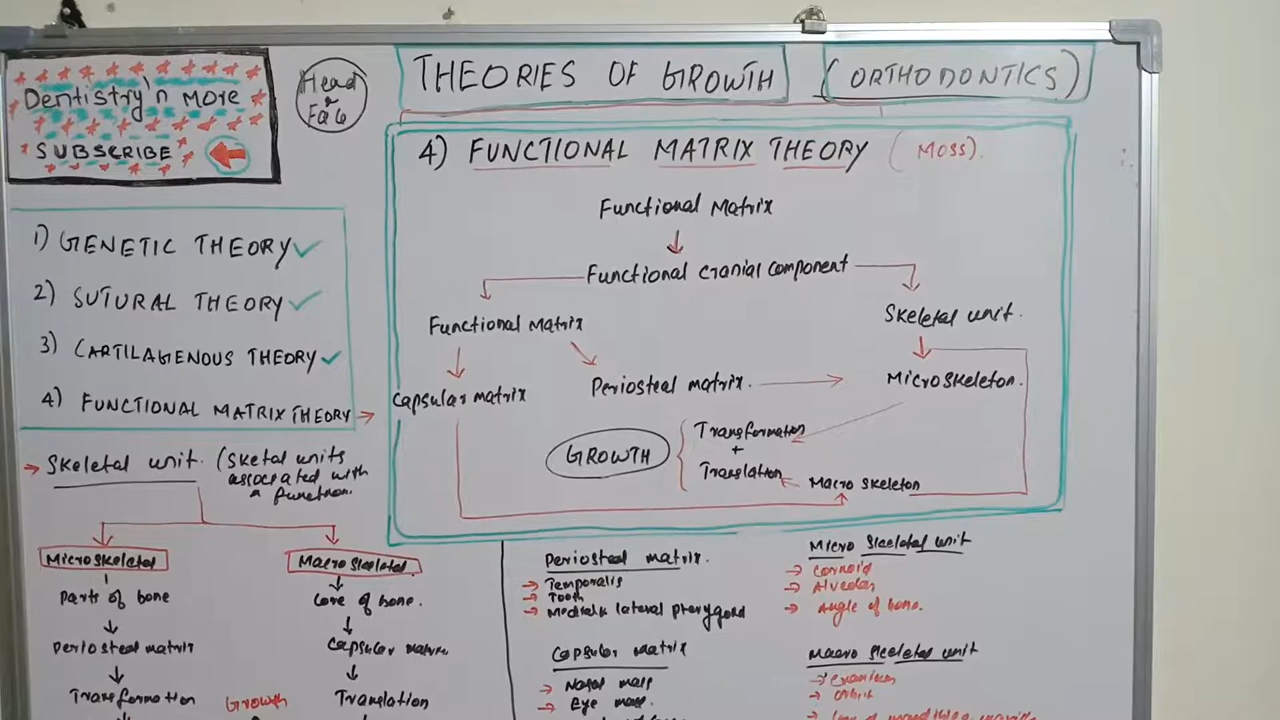 Dentistry'n More
SUBSCRIBE
Head
&
Face
THEORIES OF GROWTH (ORTHODONTICS)
1) GENETIC THEORY ✓
2) SUTURAL THEORY ✓
3) CARTILAGENOUS THEORY ✓
4) FUNCTIONAL MATRIX THEORY →
4) FUNCTIONAL MATRIX THEORY (MOSS).
Functional Matrix
↓
Functional cranial component
Functional Matrix
Skeletal unit.
Capsular matrix
Periosteal matrix. →
Microskeleton.
GROWTH
Transformation
+
Translation
Macro skeleton
→ Skeletal unit. (Sketal units
associated with
a function.
Microskeletal
Parts of bone
↓
Periosteal matrix
↓
Transformation
Growth
Macroskeletal
↓
Core of bone.
↓
Capsular matrix.
↓
Translation
Periosteal matrix.
→ Temporalis
→ Tooth
→ Medial & lateral pterygoid
Micro skeletal unit
→ Coronoid
→ Alveolar
→ Angle of bone.
Capsular matrix
→ Nasal mass
→ Eye mass.
Macro skeletal unit
→ Cranium
→ Orbit